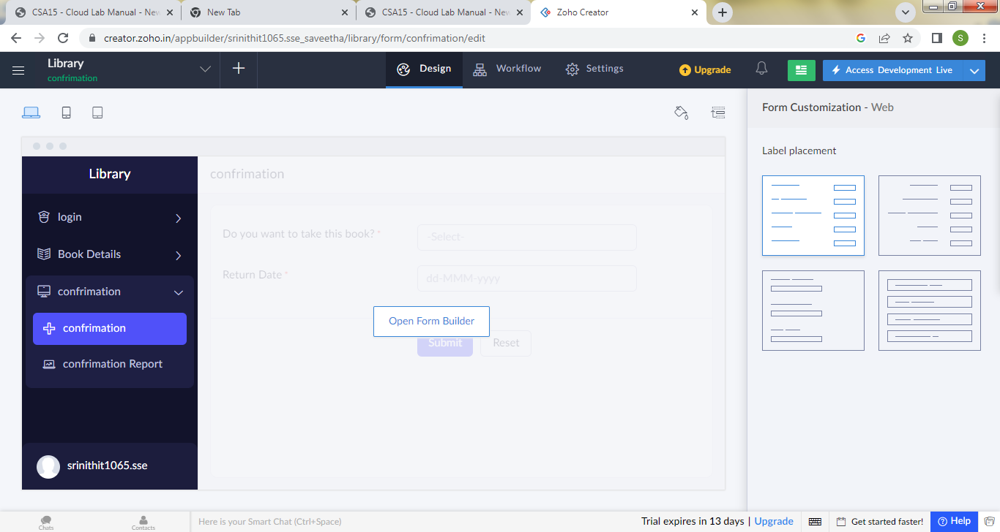 CSA15 - Cloud Lab Manual - New
New Tab
CSA15 - Cloud Lab Manual - New
Zoho Creator
creator.zoho.in/appbuilder/srinithit1065.sse_saveetha/library/form/confrimation/edit
S
Library
confrimation
Design
Workflow
Settings
Upgrade
Access Development Live
Form Customization - Web
Label placement
Library
login
Book Details
confrimation
confrimation
confrimation Report
srinithit1065.sse
confrimation
Do you want to take this book? *
-Select-
Return Date *
dd-MMM-yyyy
Open Form Builder
Submit
Reset
Chats
Contacts
Here is your Smart Chat (Ctrl+Space)
Trial expires in 13 days | Upgrade
Get started faster!
Help